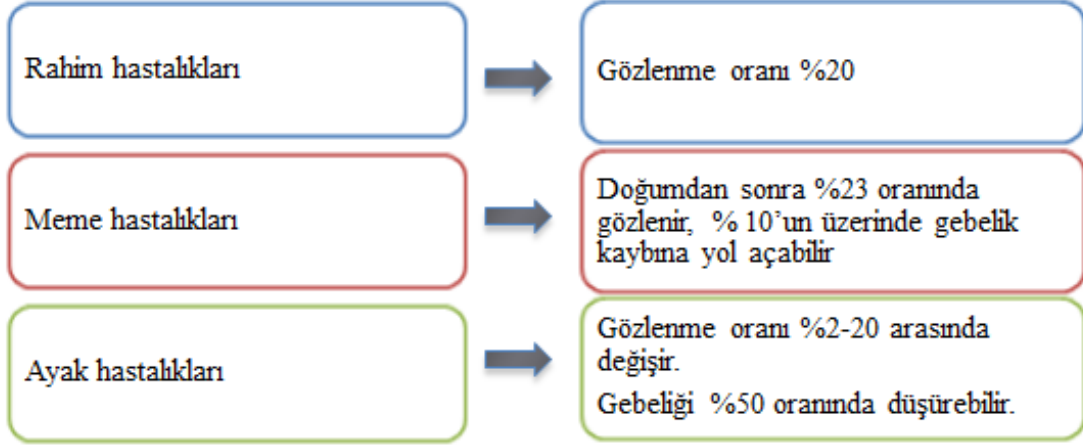 Rahim hastalıkları
Gözlenme oranı %20
Meme hastalıkları
Doğumdan sonra %23 oranında
gözlenir, % 10’un üzerinde gebelik
kaybına yol açabilir
Ayak hastalıkları
Gözlenme oranı %2-20 arasında
değişir.
Gebeliği %50 oranında düşürebilir.